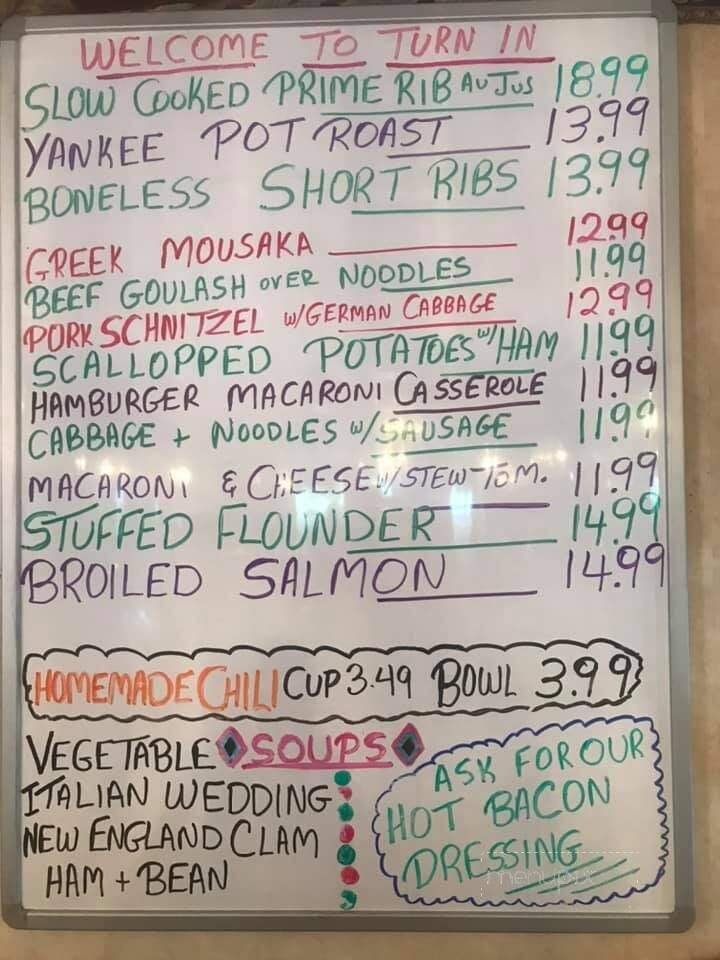 WELCOME TO TURN IN
SLOW COOKED PRIME RIB AU JUS 18.99
YANKEE POT ROAST 13.99
BONELESS SHORT RIBS 13.99
GREEK MOUSAKA 12.99
BEEF GOULASH OVER NOODLES 11.99
PORK SCHNITZEL W/GERMAN CABBAGE 12.99
SCALLOPPED POTATOES W/HAM 11.99
HAMBURGER MACARONI CASSEROLE 11.99
CABBAGE + NOODLES W/SAUSAGE 11.99
MACARONI & CHEESE W/STEW-TOM. 11.99
STUFFED FLOUNDER 14.99
BROILED SALMON 14.99
HOMEMADE CHILI CUP 3.49 BOWL 3.99
VEGETABLE SOUPS
ITALIAN WEDDING
NEW ENGLAND CLAM
HAM + BEAN
ASK FOR OUR
HOT BACON
DRESSING
menupix